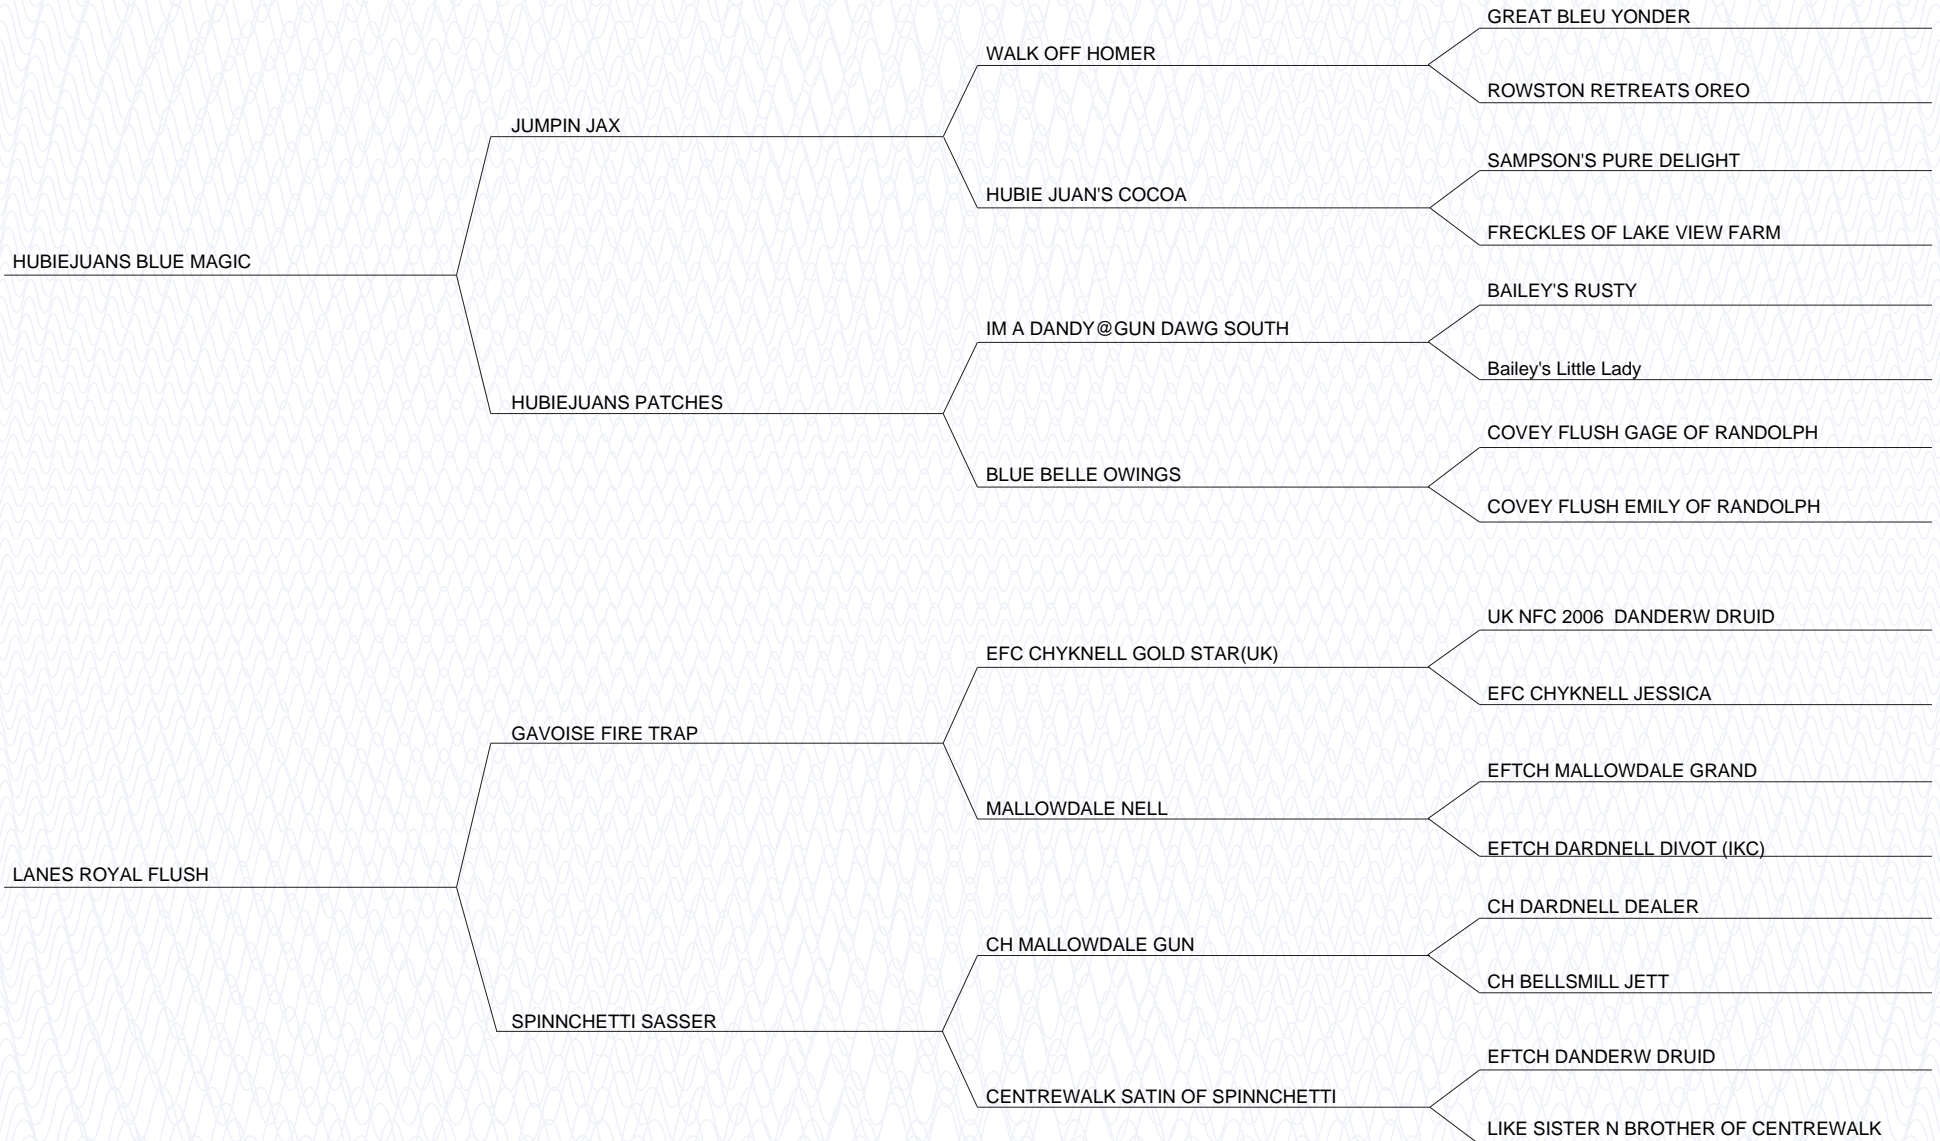 GREAT BLEU YONDER
WALK OFF HOMER
ROWSTON RETREATS OREO
JUMPIN JAX
SAMPSON'S PURE DELIGHT
HUBIE JUAN'S COCOA
FRECKLES OF LAKE VIEW FARM
HUBIEJUANS BLUE MAGIC
BAILEY'S RUSTY
IM A DANDY@GUN DAWG SOUTH
Bailey's Little Lady
HUBIEJUANS PATCHES
COVEY FLUSH GAGE OF RANDOLPH
BLUE BELLE OWINGS
COVEY FLUSH EMILY OF RANDOLPH
UK NFC 2006  DANDERW DRUID
EFC CHYKNELL GOLD STAR(UK)
EFC CHYKNELL JESSICA
GAVOISE FIRE TRAP
EFTCH MALLOWDALE GRAND
MALLOWDALE NELL
EFTCH DARDNELL DIVOT (IKC)
LANES ROYAL FLUSH
CH DARDNELL DEALER
CH MALLOWDALE GUN
CH BELLSMILL JETT
SPINNCHETTI SASSER
EFTCH DANDERW DRUID
CENTREWALK SATIN OF SPINNCHETTI
LIKE SISTER N BROTHER OF CENTREWALK